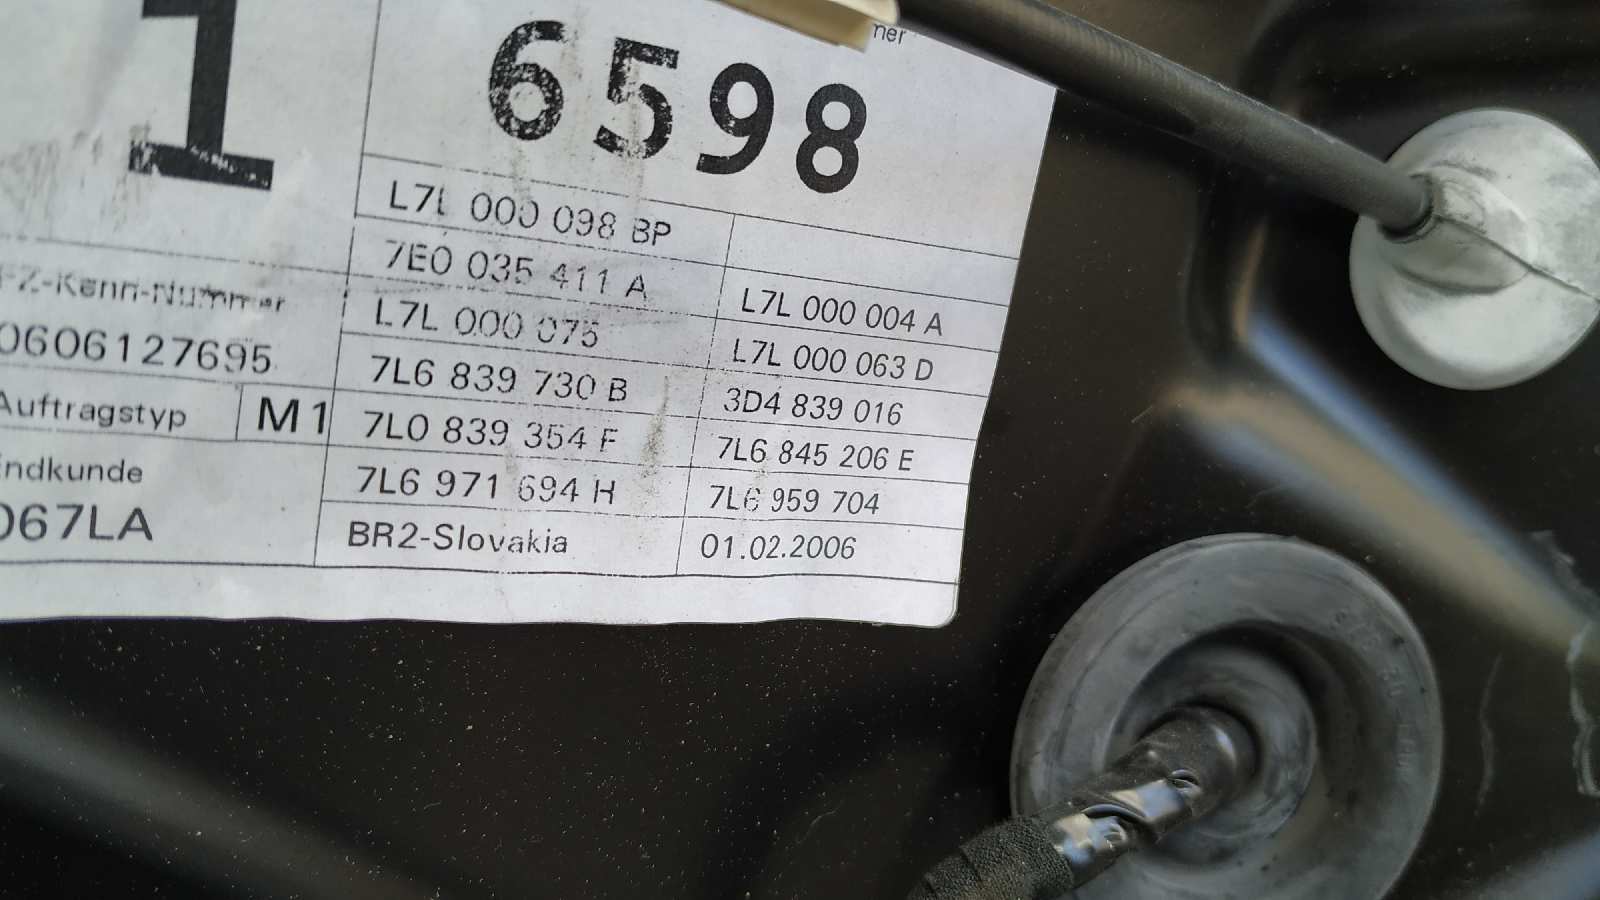 1
6598
ner
L7L 000 098 BP
7E0 035 411 A
L7L 000 004 A
FZ-Kenn-Nummer
L7L 000 075
L7L 000 063 D
0606127695
7L6 839 730 B
3D4 839 016
Auftragstyp M1
7L0 839 354 F
7L6 845 206 E
Endkunde
7L6 971 694 H
7L6 959 704
067LA
BR2-Slovakia
01.02.2006